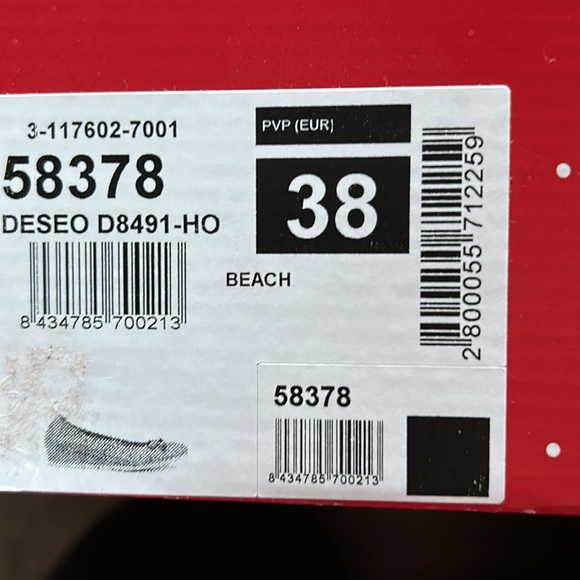 3-117602-7001
58378
DESEO D8491-HO
8 434785 700213
PVP (EUR)
38
BEACH
2 800055 712259
58378
8 434785 700213